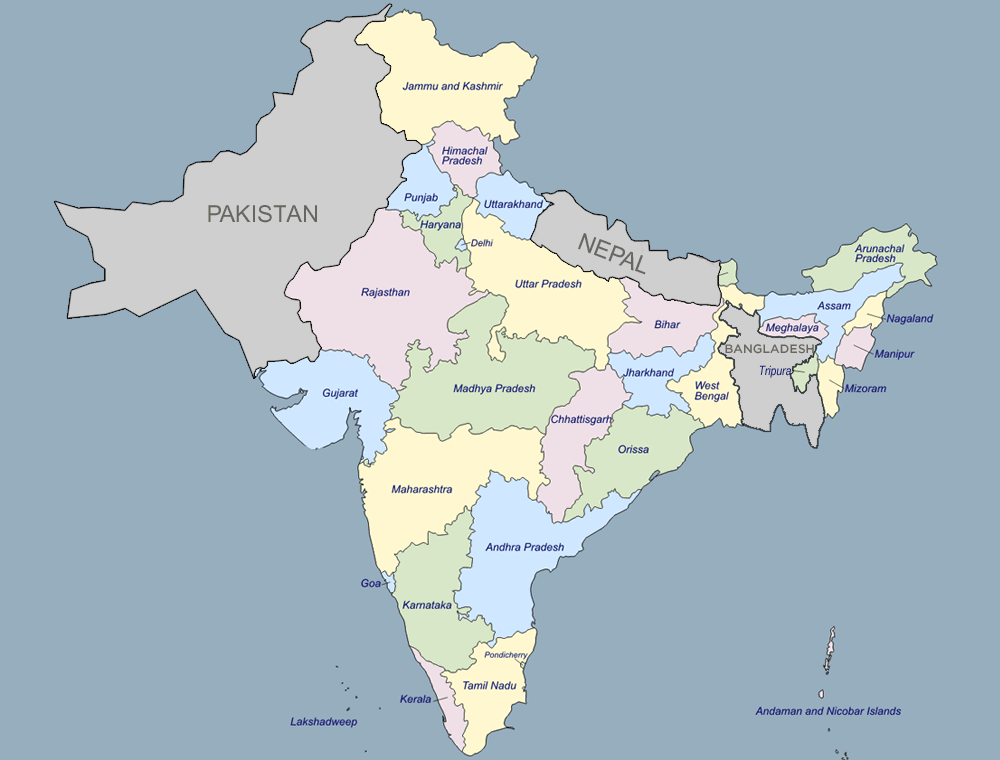 Jammu and Kashmir
Himachal
Pradesh
Punjab
Uttarakhand
PAKISTAN
Haryana
Delhi
NEPAL
Arunachal
Pradesh
Uttar Pradesh
Rajasthan
Assam
Nagaland
Bihar
Meghalaya
BANGLADESH
Manipur
Tripura
Jharkhand
Mizoram
Madhya Pradesh
West
Bengal
Gujarat
Chhattisgarh
Orissa
Maharashtra
Andhra Pradesh
Goa
Karnataka
Pondicherry
Tamil Nadu
Kerala
Lakshadweep
Andaman and Nicobar Islands